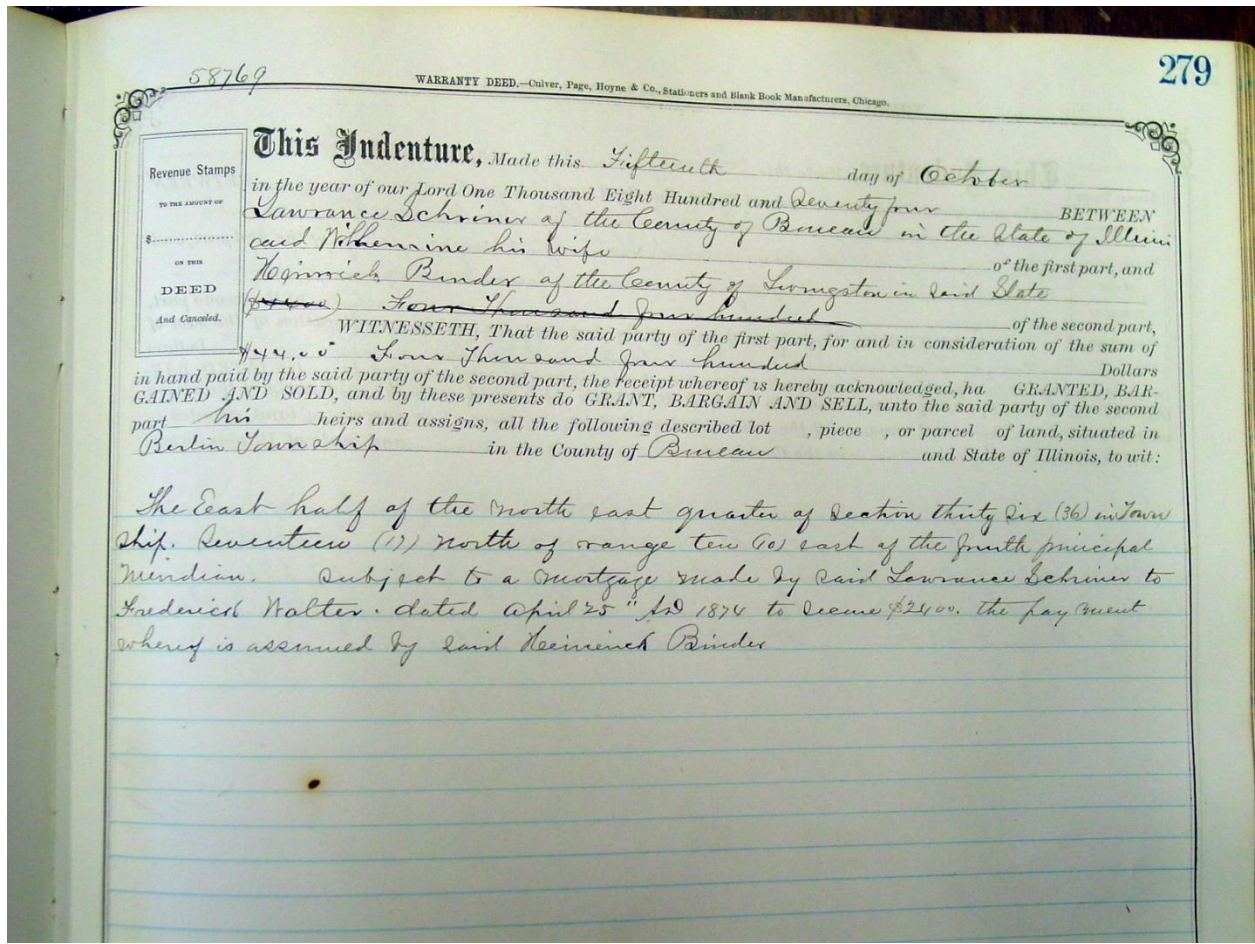 279
58769
WARRANTY DEED.—Culver, Page, Hoyne & Co., Stationers and Blank Book Manufacturers, Chicago.
Revenue Stamps
TO THE AMOUNT OF
$
ON THIS
DEED
And Canceled.
This Indenture, Made this Fifteenth day of October
in the year of our Lord One Thousand Eight Hundred and Seventy four BETWEEN
Lawrance Schriner of the County of Bureau in the State of Illini
and Wilhemine his wife of the first part, and
Heinrich Binder of the County of Livingston in said State
($4400) Four Thousand four hundred of the second part,
WITNESSETH, That the said party of the first part, for and in consideration of the sum of
$44.00 Four Thousand four hundred Dollars
in hand paid by the said party of the second part, the receipt whereof is hereby acknowledged, ha GRANTED, BAR-
GAINED AND SOLD, and by these presents do GRANT, BARGAIN AND SELL, unto the said party of the second
part his heirs and assigns, all the following described lot , piece , or parcel of land, situated in
Berlin Township in the County of Bureau and State of Illinois, to wit:
The East half of the north east quarter of Section thirty Six (36) in Town
ship. Seventeen (17) North of range ten (10) east of the fourth principal
Meridian. Subject to a mortgage made by said Lawrance Schriner to
Frederick Walter. dated April 25" AD 1874 to secure $2400. the payment
whereof is assumed by said Heinrich Binder